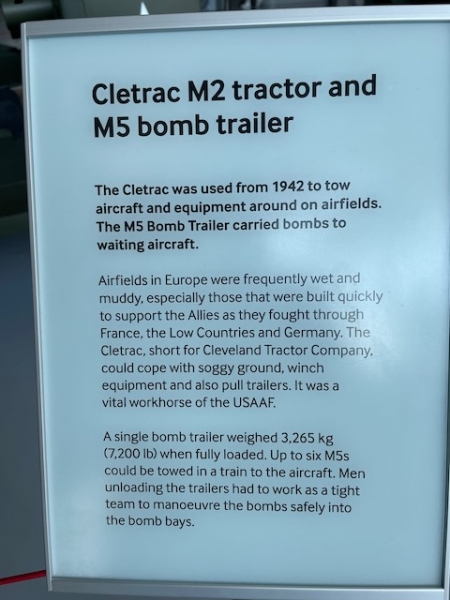 Cletrac M2 tractor and
M5 bomb trailer
The Cletrac was used from 1942 to tow
aircraft and equipment around on airfields.
The M5 Bomb Trailer carried bombs to
waiting aircraft.
Airfields in Europe were frequently wet and
muddy, especially those that were built quickly
to support the Allies as they fought through
France, the Low Countries and Germany. The
Cletrac, short for Cleveland Tractor Company,
could cope with soggy ground, winch
equipment and also pull trailers. It was a
vital workhorse of the USAAF.
A single bomb trailer weighed 3,265 kg
(7,200 lb) when fully loaded. Up to six M5s
could be towed in a train to the aircraft. Men
unloading the trailers had to work as a tight
team to manoeuvre the bombs safely into
the bomb bays.